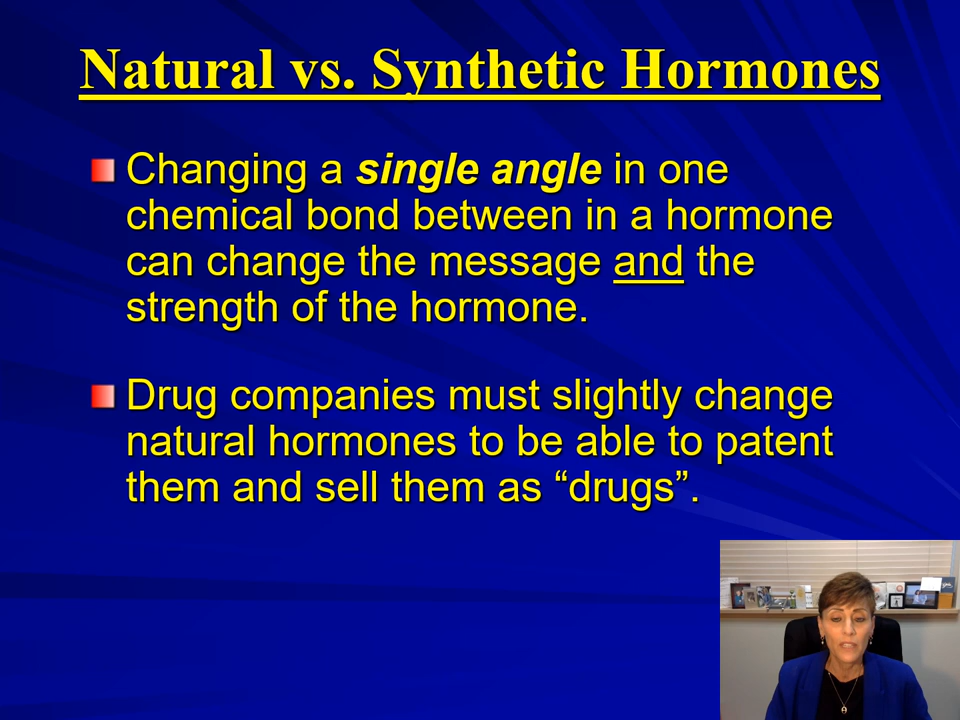 Natural vs. Synthetic Hormones
Changing a single angle in one
chemical bond between in a hormone
can change the message and the
strength of the hormone.
Drug companies must slightly change
natural hormones to be able to patent
them and sell them as “drugs”.